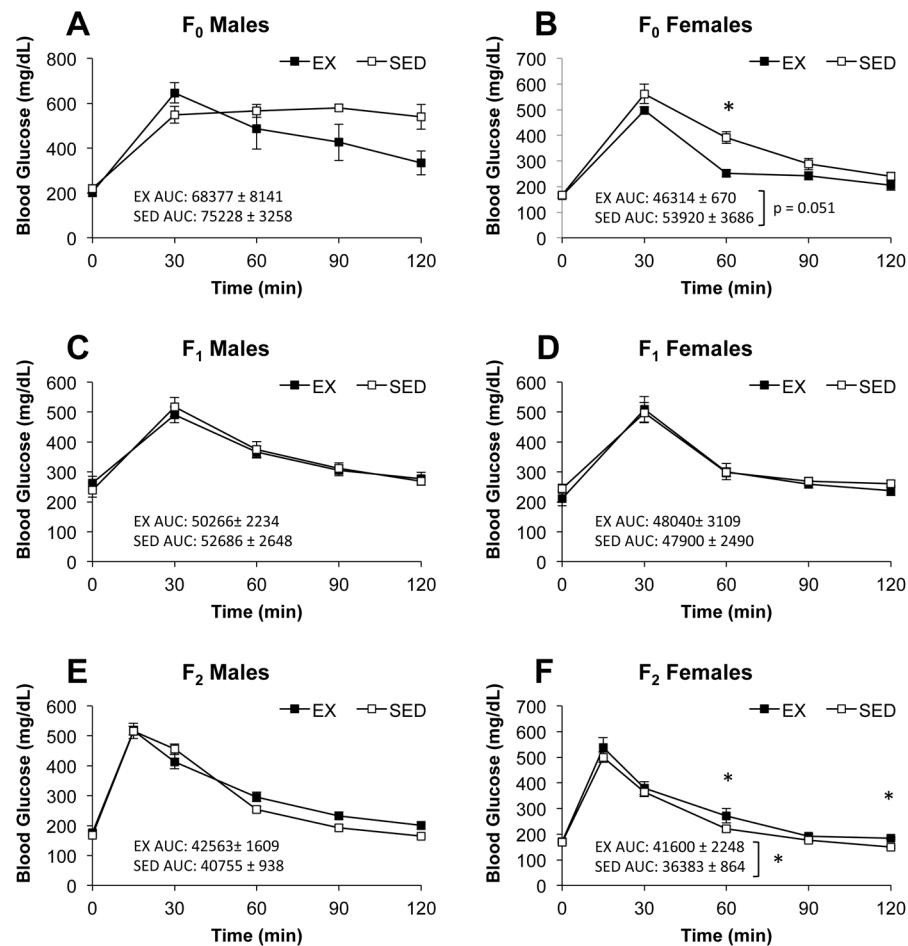 A
F₀ Males
Blood Glucose (mg/dL)
800
600
400
200
0
EX
SED
EX AUC: 68377 ± 8141
SED AUC: 75228 ± 3258
0 30 60 90 120
Time (min)
B
F₀ Females
Blood Glucose (mg/dL)
700
600
500
400
300
200
100
0
EX
SED
*
EX AUC: 46314 ± 670
SED AUC: 53920 ± 3686
p = 0.051
0 30 60 90 120
Time (min)
C
F₁ Males
Blood Glucose (mg/dL)
600
500
400
300
200
100
0
EX
SED
EX AUC: 50266± 2234
SED AUC: 52686 ± 2648
0 30 60 90 120
Time (min)
D
F₁ Females
Blood Glucose (mg/dL)
600
500
400
300
200
100
0
EX
SED
EX AUC: 48040± 3109
SED AUC: 47900 ± 2490
0 30 60 90 120
Time (min)
E
F₂ Males
Blood Glucose (mg/dL)
600
500
400
300
200
100
0
EX
SED
EX AUC: 42563± 1609
SED AUC: 40755 ± 938
0 30 60 90 120
Time (min)
F
F₂ Females
Blood Glucose (mg/dL)
700
600
500
400
300
200
100
0
EX
SED
*
*
EX AUC: 41600 ± 2248
SED AUC: 36383 ± 864
*
0 30 60 90 120
Time (min)